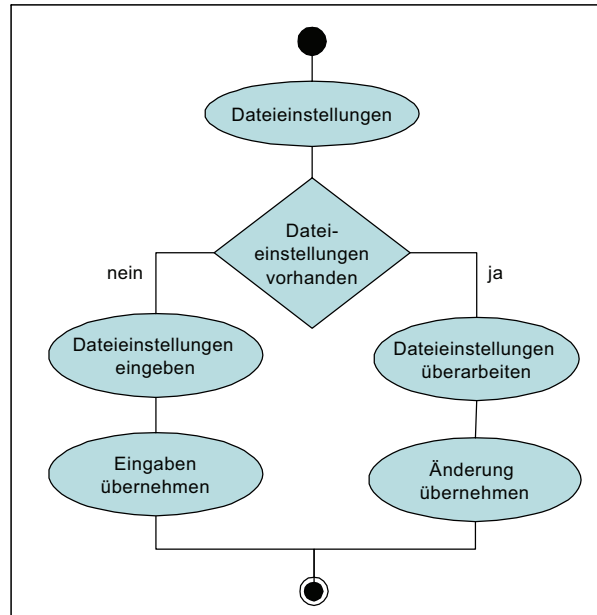 Dateieinstellungen
Datei-
einstellungen
vorhanden
nein
ja
Dateieinstellungen
eingeben
Dateieinstellungen
überarbeiten
Eingaben
übernehmen
Änderung
übernehmen